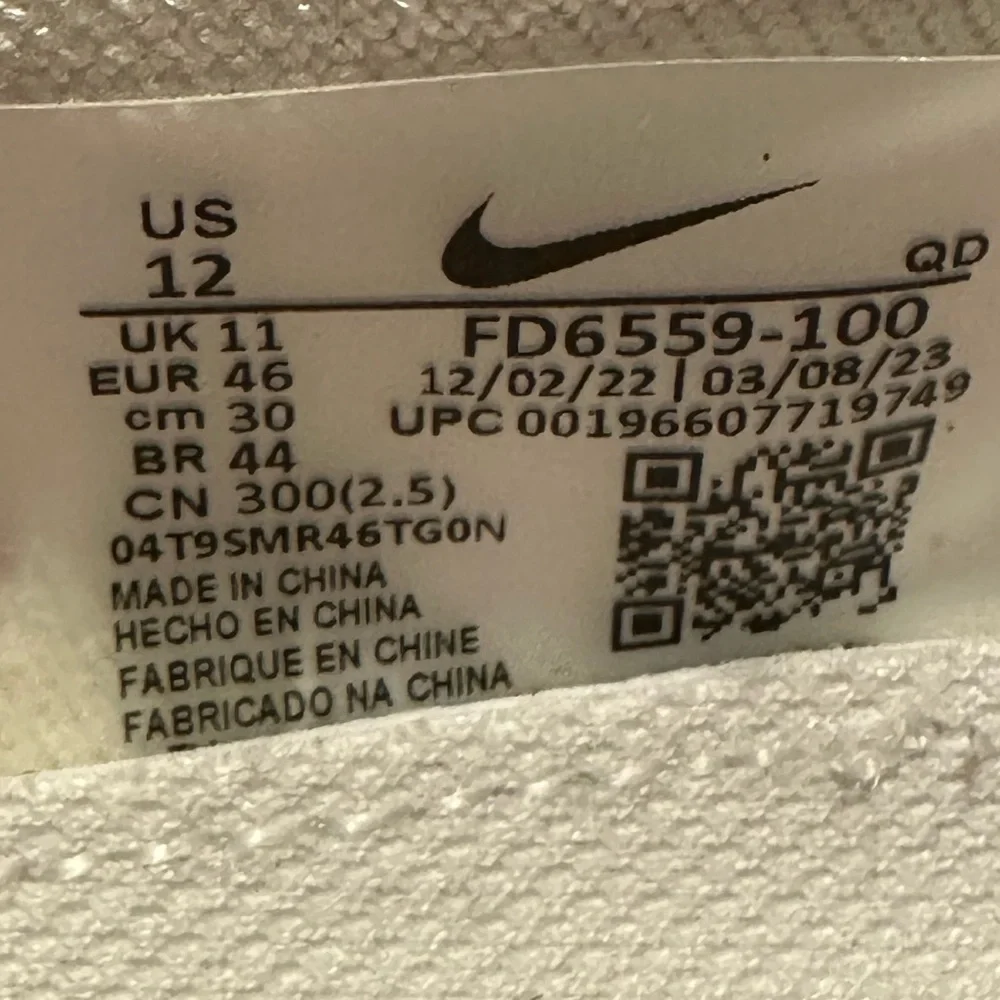 US
12
QD
UK 11
EUR 46
cm 30
BR 44
CN 300(2.5)
FD6559-100
12/02/22 | 03/08/23
UPC 00196607719749
04T9SMR46TG0N
MADE IN CHINA
HECHO EN CHINA
FABRIQUE EN CHINE
FABRICADO NA CHINA